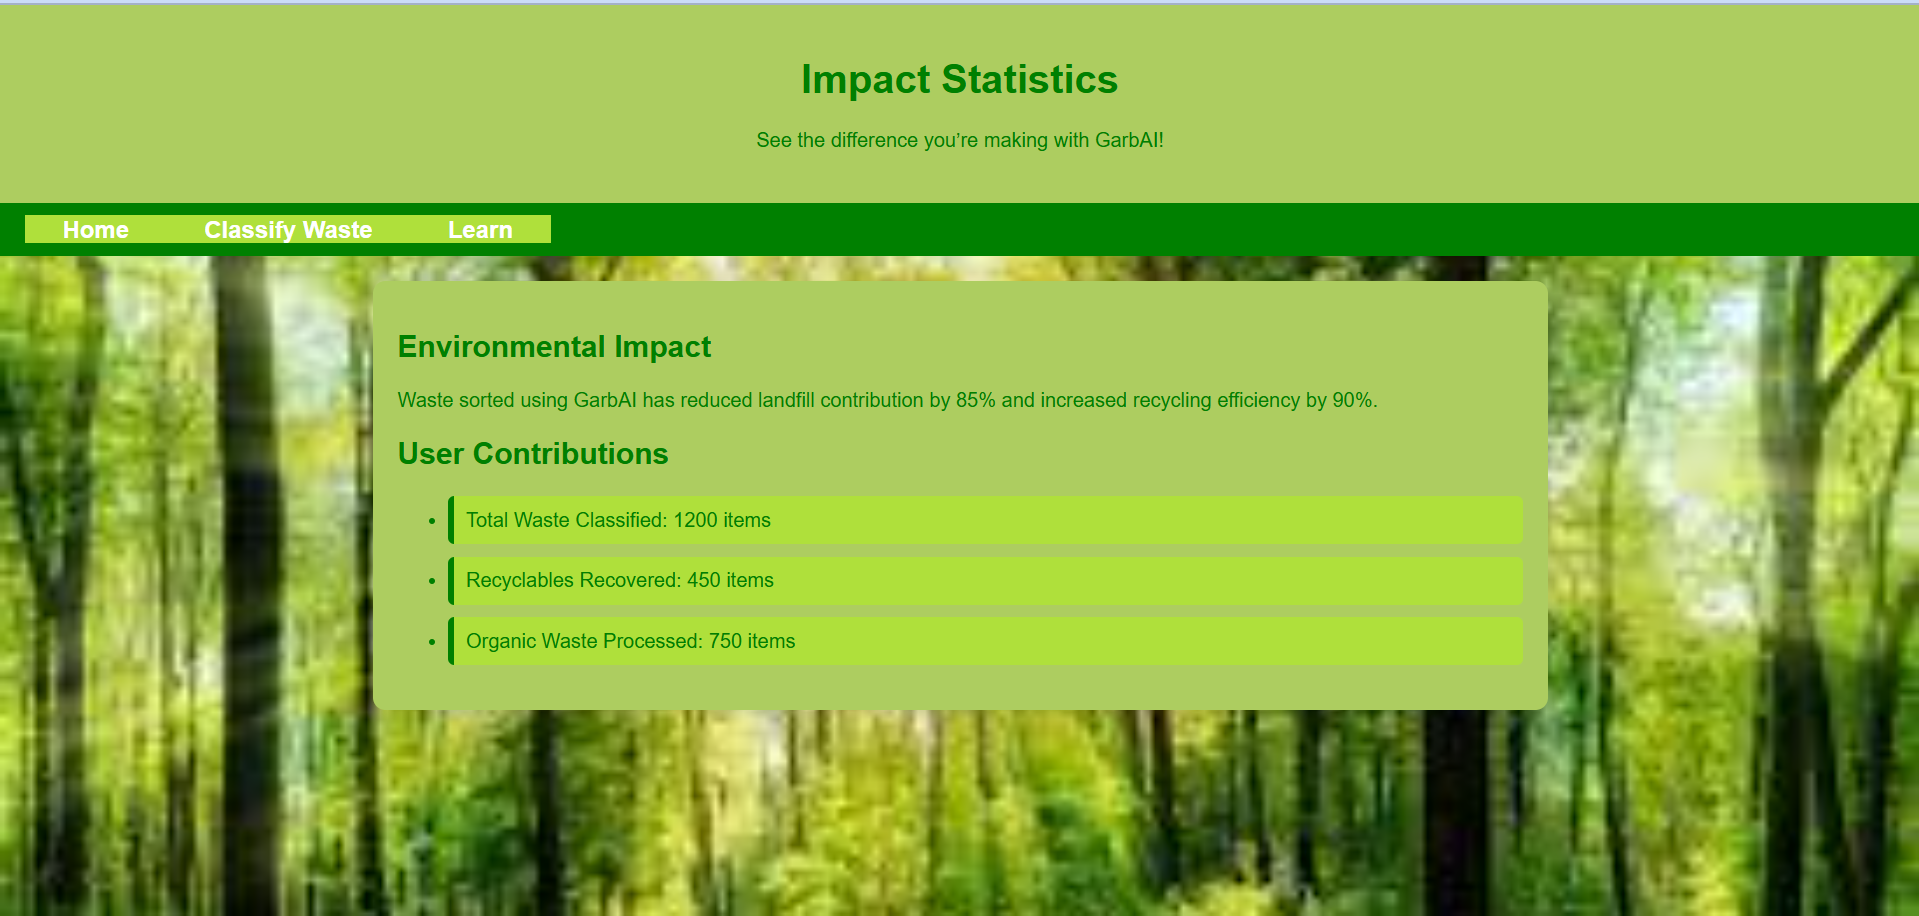 Impact Statistics
See the difference you’re making with GarbAI!
Home Classify Waste Learn
Environmental Impact
Waste sorted using GarbAI has reduced landfill contribution by 85% and increased recycling efficiency by 90%.
User Contributions
• Total Waste Classified: 1200 items
• Recyclables Recovered: 450 items
• Organic Waste Processed: 750 items